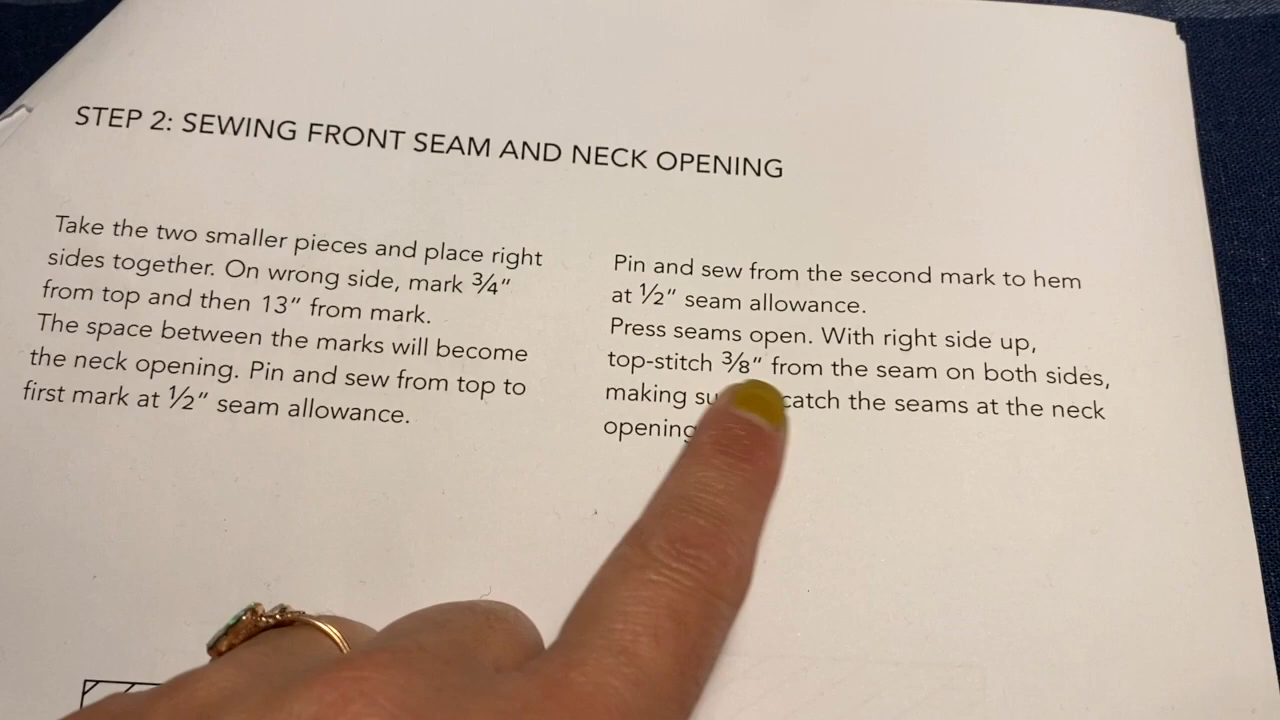 STEP 2: SEWING FRONT SEAM AND NECK OPENING
Take the two smaller pieces and place right
sides together. On wrong side, mark ¾"
from top and then 13" from mark.
The space between the marks will become
the neck opening. Pin and sew from top to
first mark at ½" seam allowance.
Pin and sew from the second mark to hem
at ½" seam allowance.
Press seams open. With right side up,
top-stitch ⅜" from the seam on both sides,
making catch the seams at the neck
opening